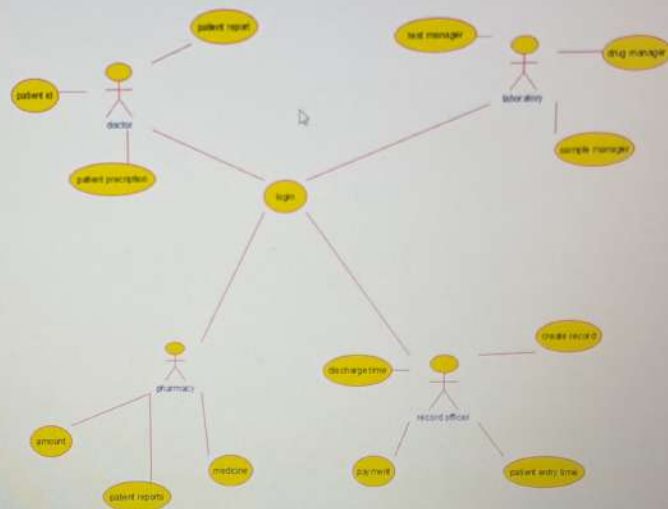 patient report
test manager
drug manager
patient id
doctor
laboratory
sample manager
patient precription
login
create record
discharge time
pharmacy
record officer
amount
medicine
payment
patient entry time
patient reports